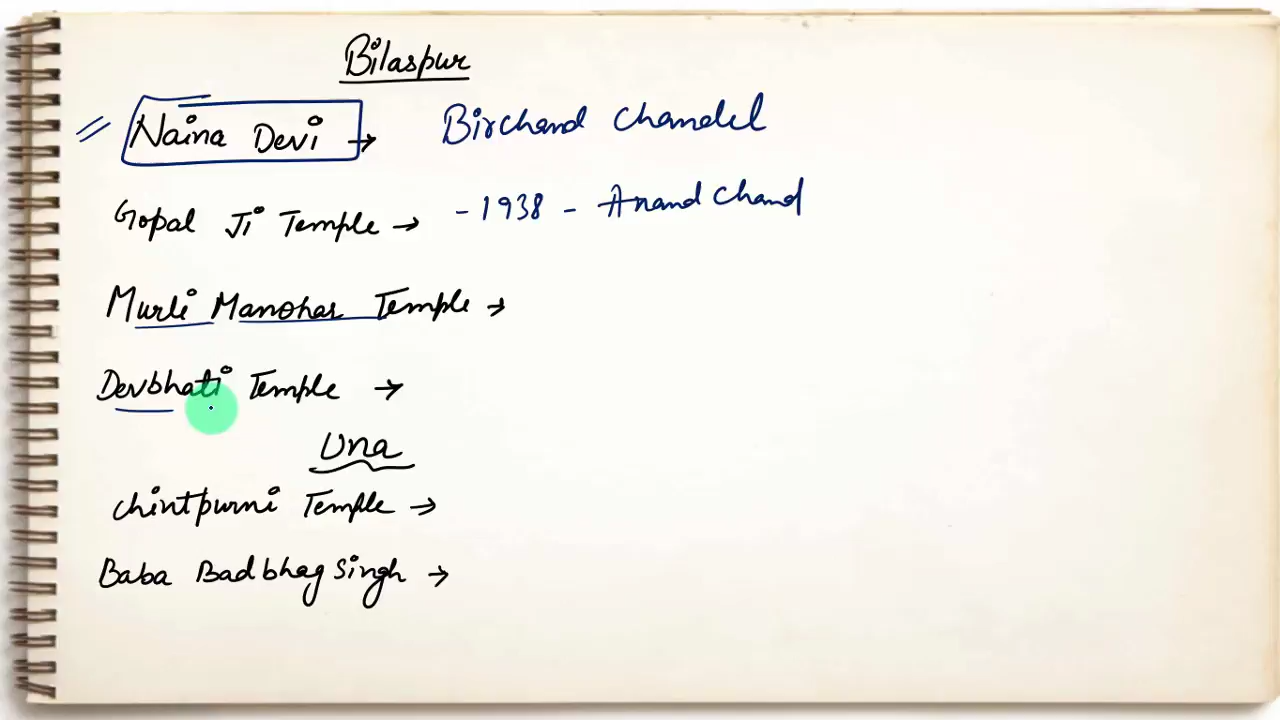 Bilaspur
Naina Devi → Birchand Chandel
Gopal Ji Temple → - 1938 - Anand Chand
Murli Manohar Temple →
Devbhati Temple →
Una
Chintpurni Temple →
Baba Badbhag Singh →